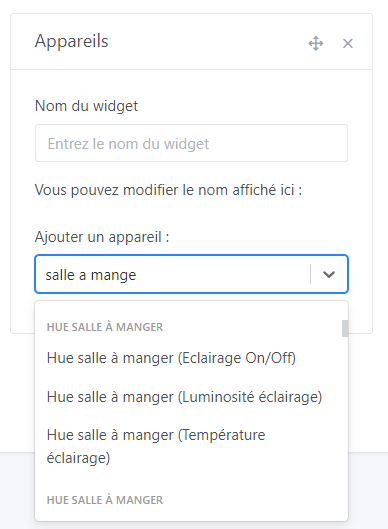 Appareils
Nom du widget
Entrez le nom du widget
Vous pouvez modifier le nom affiché ici :
Ajouter un appareil :
salle a mange
HUE SALLE À MANGER
Hue salle à manger (Eclairage On/Off)
Hue salle à manger (Luminosité éclairage)
Hue salle à manger (Température
éclairage)
HUE SALLE À MANGER